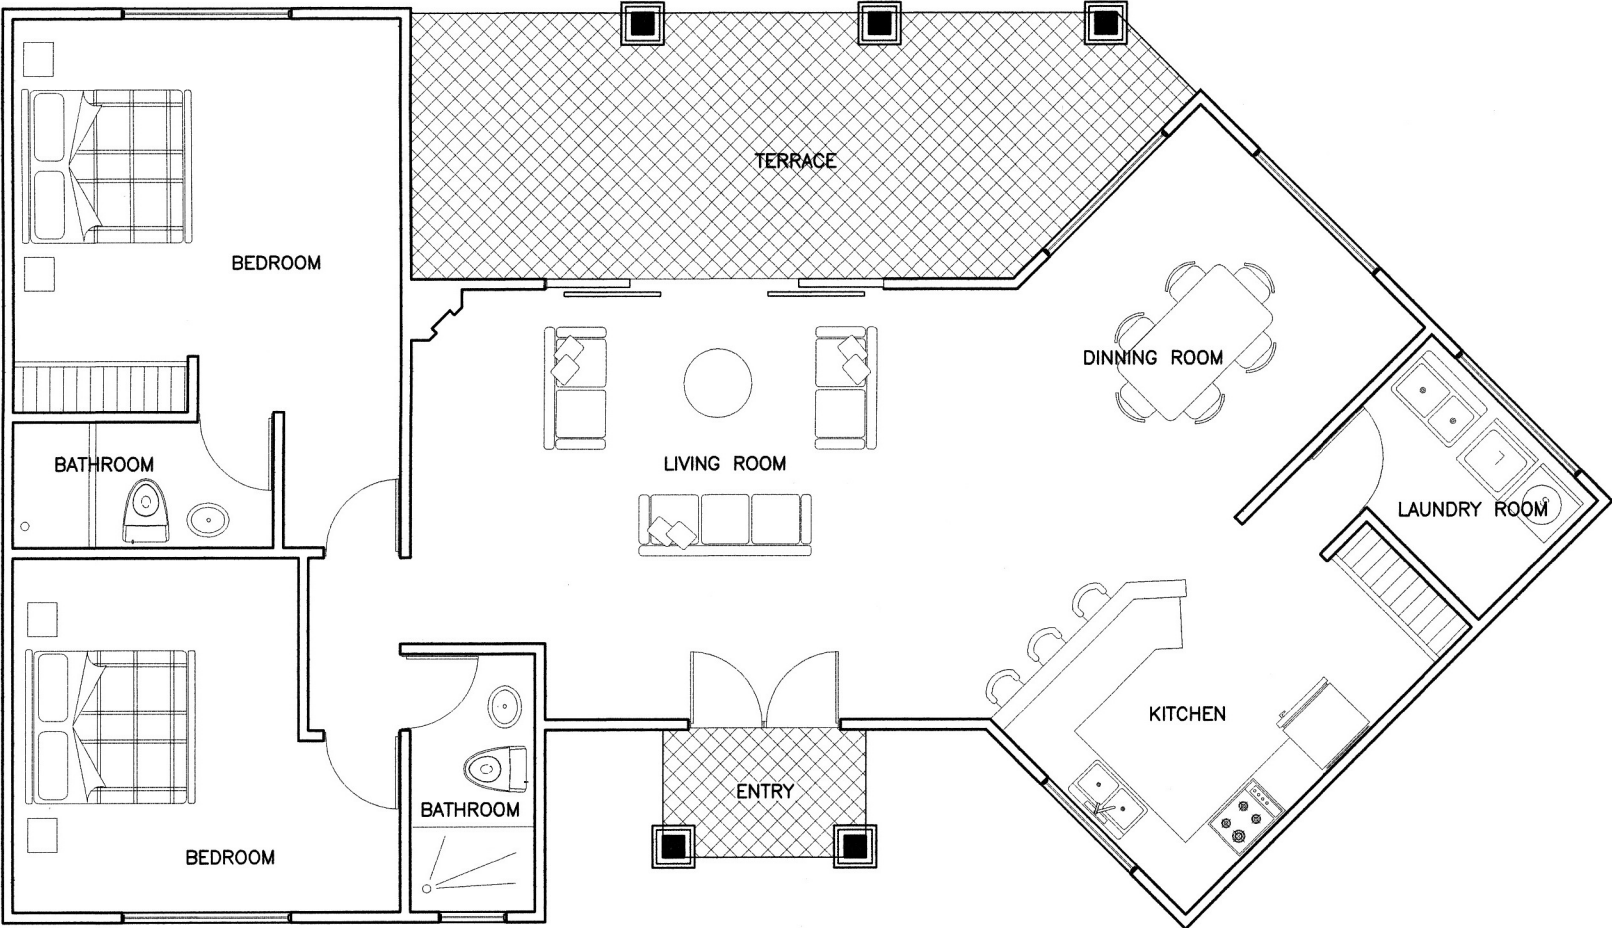 TERRACE
BEDROOM
DINNING ROOM
BATHROOM
LIVING ROOM
LAUNDRY ROOM
KITCHEN
ENTRY
BATHROOM
BEDROOM